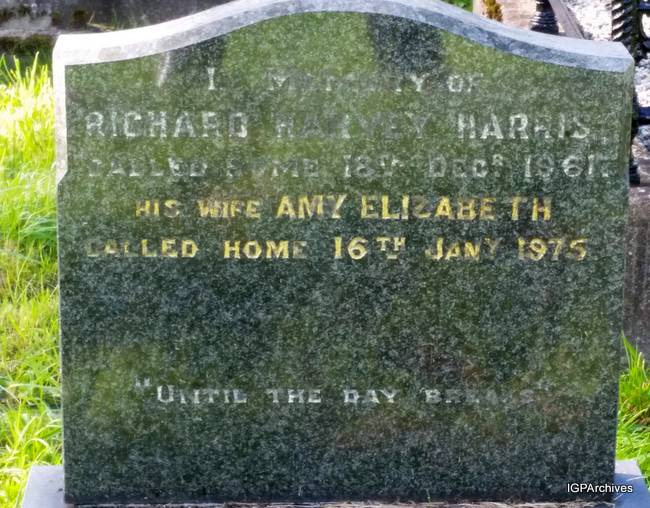 In Memory of
RICHARD HARVEY HARRIS.
CALLED HOME 18TH DECR 1961.
HIS WIFE AMY ELIZABETH
CALLED HOME 16TH JANY 1975
"UNTIL THE DAY BREAKS"
IGPArchives